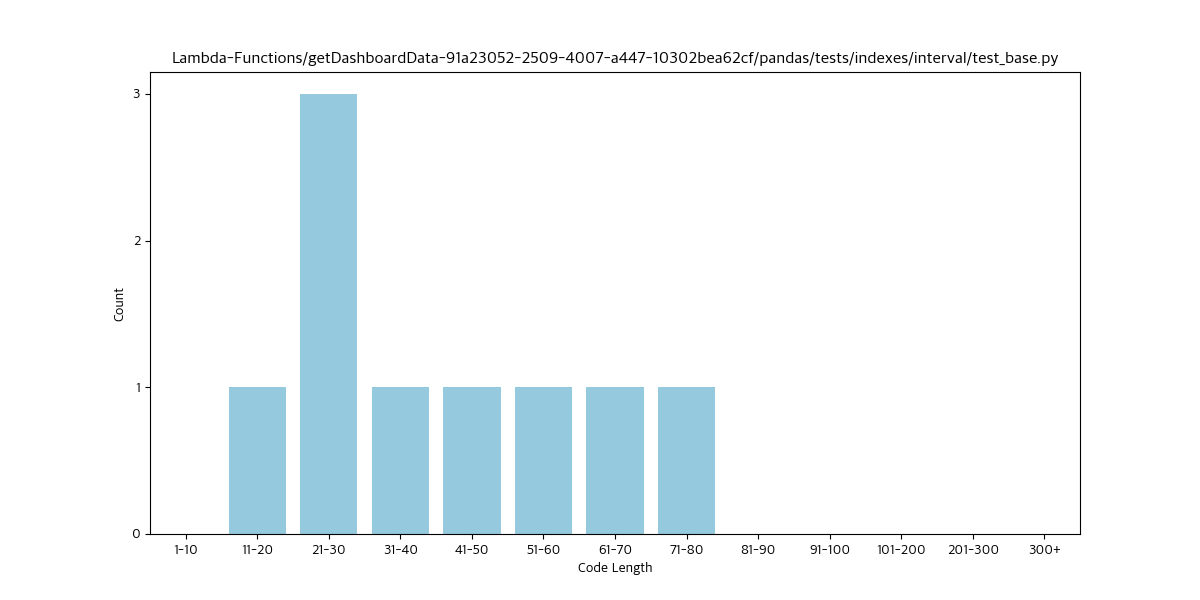 Lambda-Functions/getDashboardData-91a23052-2509-4007-a447-10302bea62cf/pandas/tests/indexes/interval/test_base.py
3
2
1
0
Count
1-10 11-20 21-30 31-40 41-50 51-60 61-70 71-80 81-90 91-100 101-200 201-300 300+
Code Length